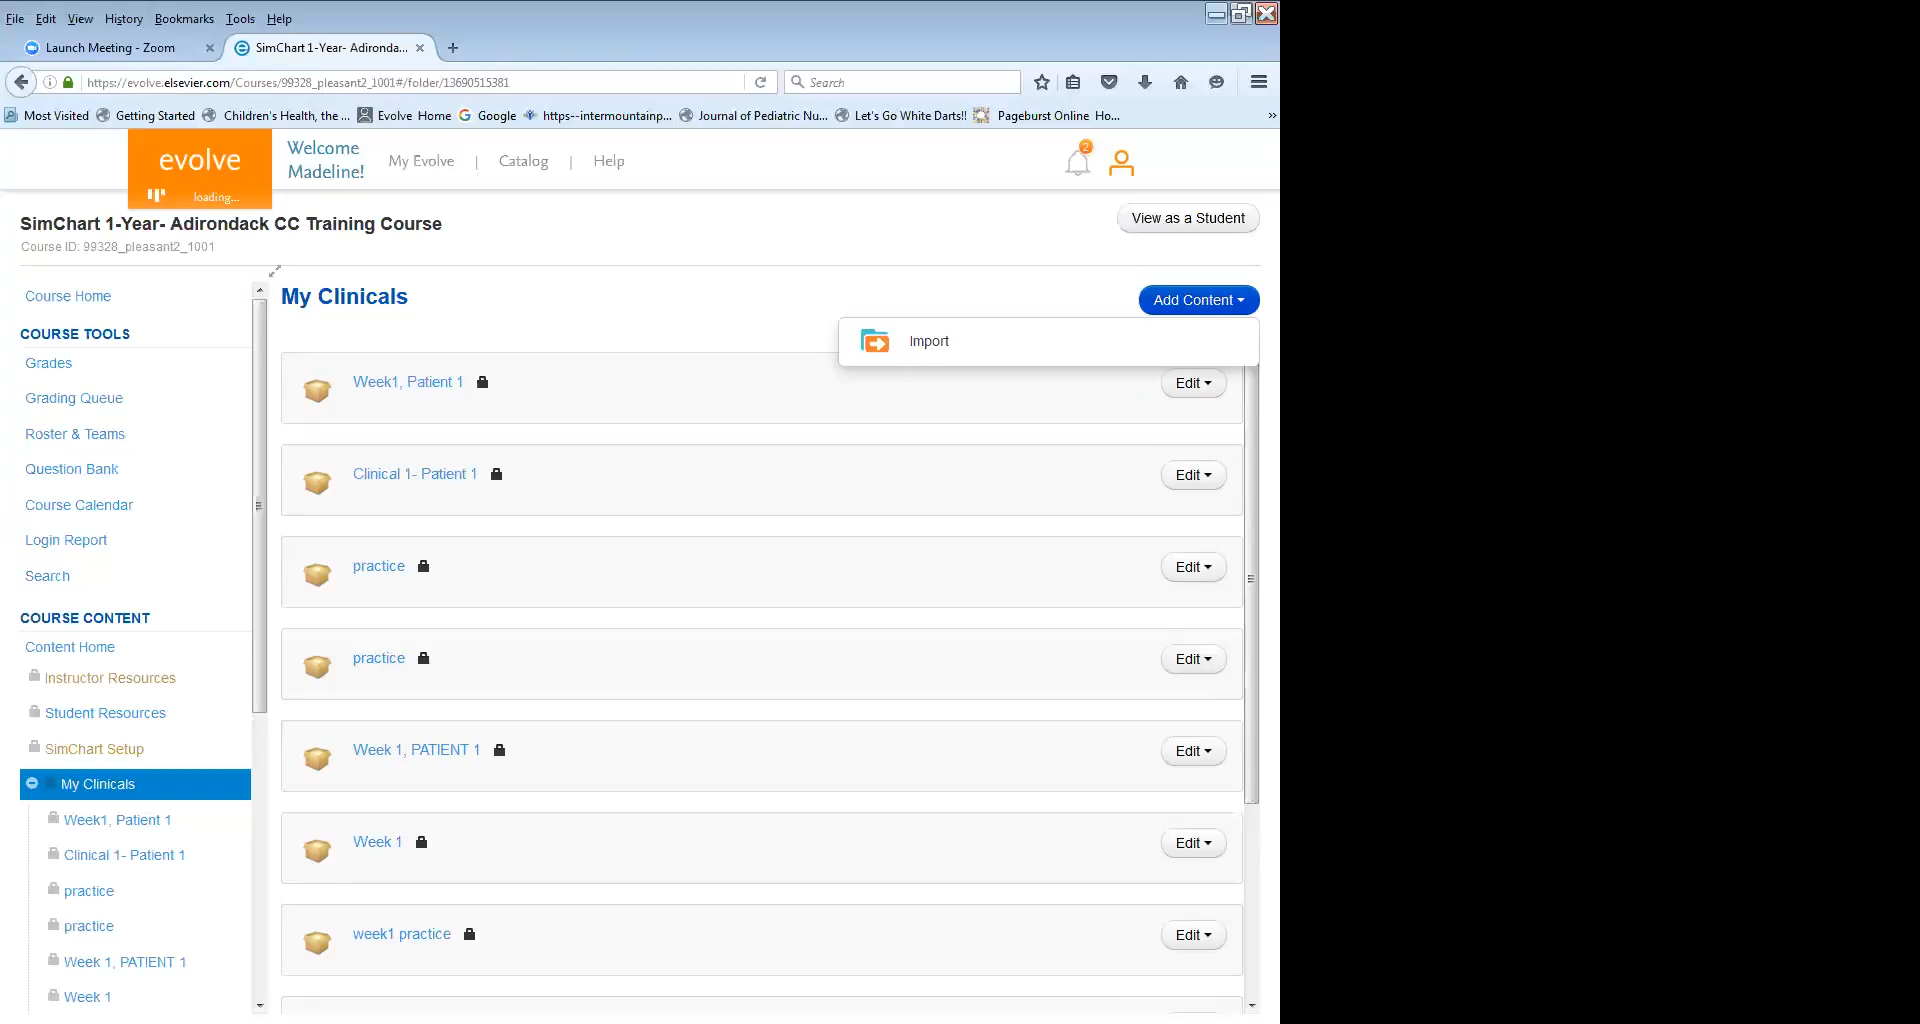 File Edit View History Bookmarks Tools Help
Launch Meeting - Zoom
SimChart 1-Year- Adironda...
https://evolve.elsevier.com/Courses/99328_pleasant2_1001#/folder/13690515381
Search
Most Visited Getting Started Children's Health, the ... Evolve Home Google https--intermountainp... Journal of Pediatric Nu... Let's Go White Darts!! Pageburst Online Ho... »
evolve
loading...
Welcome
Madeline!
My Evolve | Catalog | Help
2
SimChart 1-Year- Adirondack CC Training Course
View as a Student
Course ID: 99328_pleasant2_1001
Course Home
COURSE TOOLS
Grades
Grading Queue
Roster & Teams
Question Bank
Course Calendar
Login Report
Search
COURSE CONTENT
Content Home
Instructor Resources
Student Resources
SimChart Setup
My Clinicals
Week1, Patient 1
Clinical 1- Patient 1
practice
practice
Week 1, PATIENT 1
Week 1
My Clinicals
Add Content
Import
Week1, Patient 1 Edit
Clinical 1- Patient 1 Edit
practice Edit
practice Edit
Week 1, PATIENT 1 Edit
Week 1 Edit
week1 practice Edit